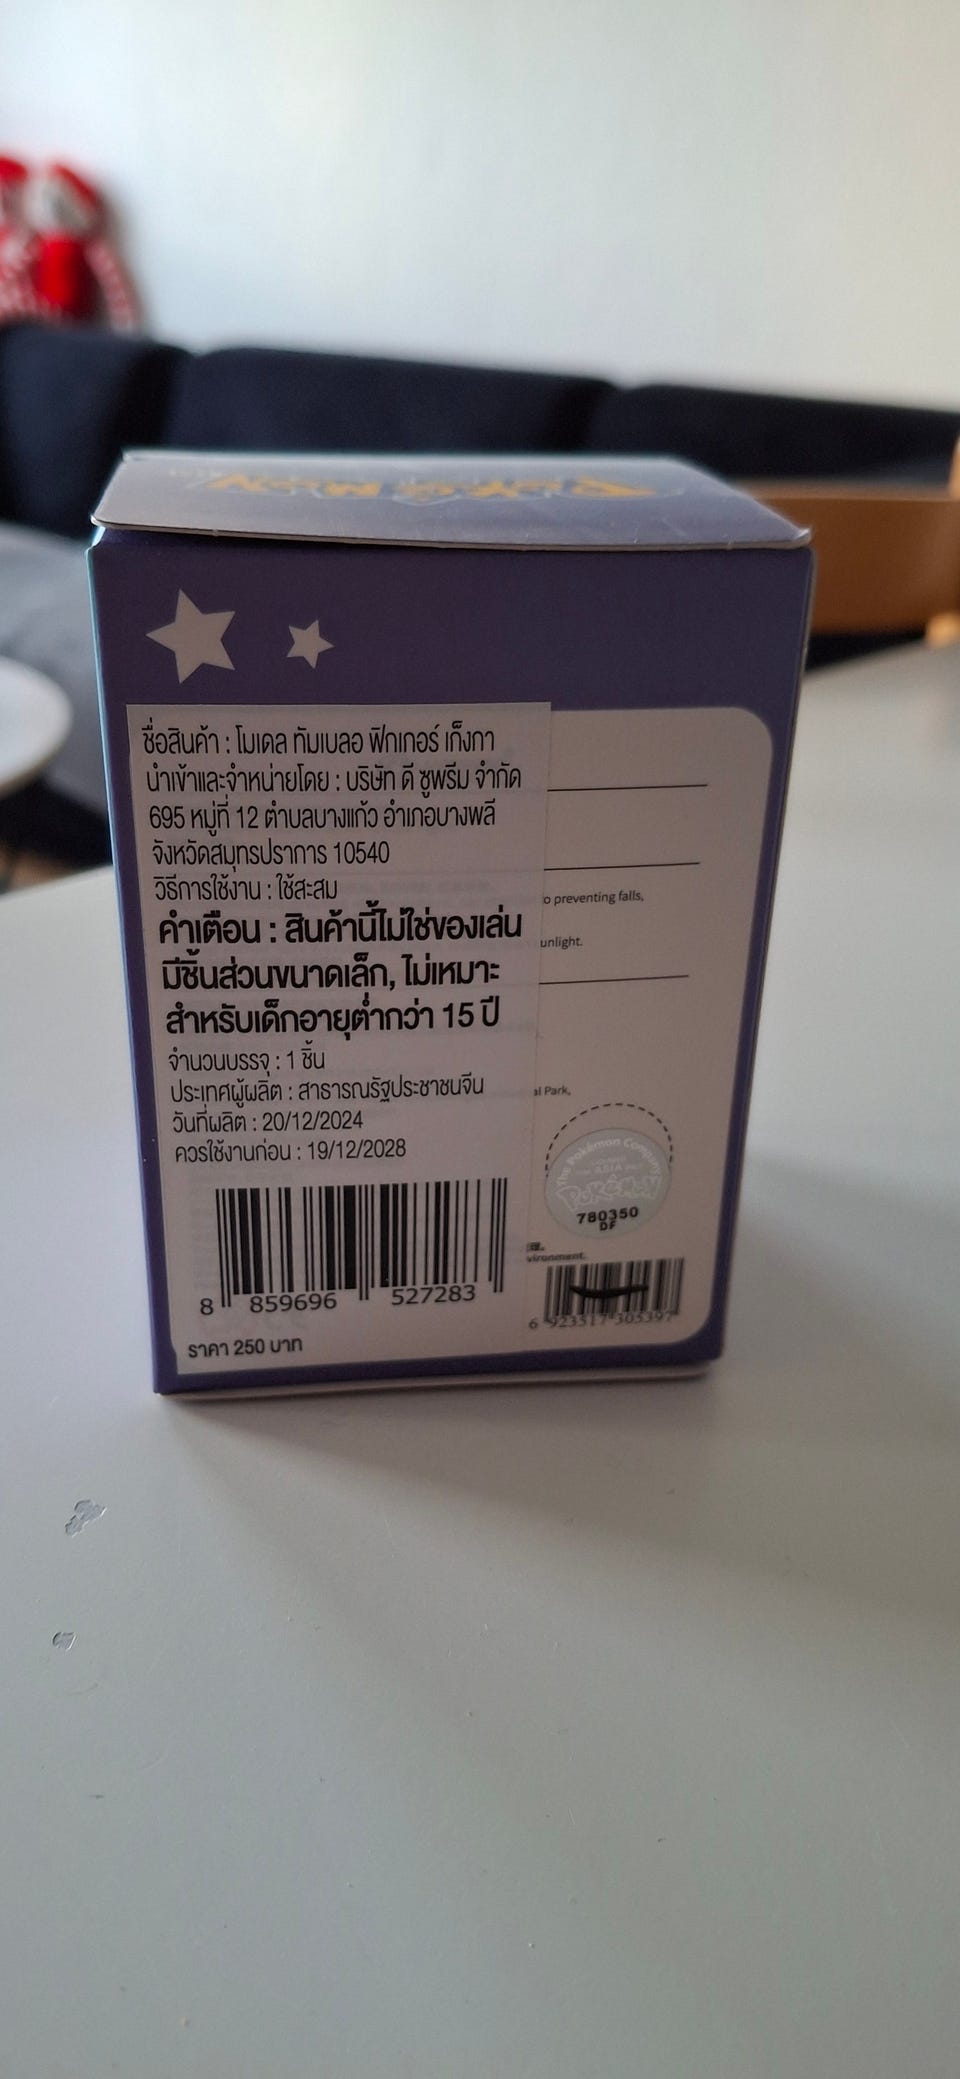 POKÉMON
ชื่อสินค้า : โมเดล ทัมเบลอ ฟิกเกอร์ เก็งกา
นำเข้าและจำหน่ายโดย : บริษัท ดี ซูพรีม จำกัด
695 หมู่ที่ 12 ตำบลบางแก้ว อำเภอบางพลี
จังหวัดสมุทรปราการ 10540
วิธีการใช้งาน : ใช้สะสม
คำเตือน : สินค้านี้ไม่ใช่ของเล่น
มีชิ้นส่วนขนาดเล็ก, ไม่เหมาะ
สำหรับเด็กอายุต่ำกว่า 15 ปี
จำนวนบรรจุ : 1 ชิ้น
ประเทศผู้ผลิต : สาธารณรัฐประชาชนจีน
วันที่ผลิต : 20/12/2024
ควรใช้งานก่อน : 19/12/2028
8 859696 527283
ราคา 250 บาท
o preventing falls,
unlight.
al Park,
The Pokémon Company
ASIA
POKÉMON
780350
DF
vironment.
6 923517 305397